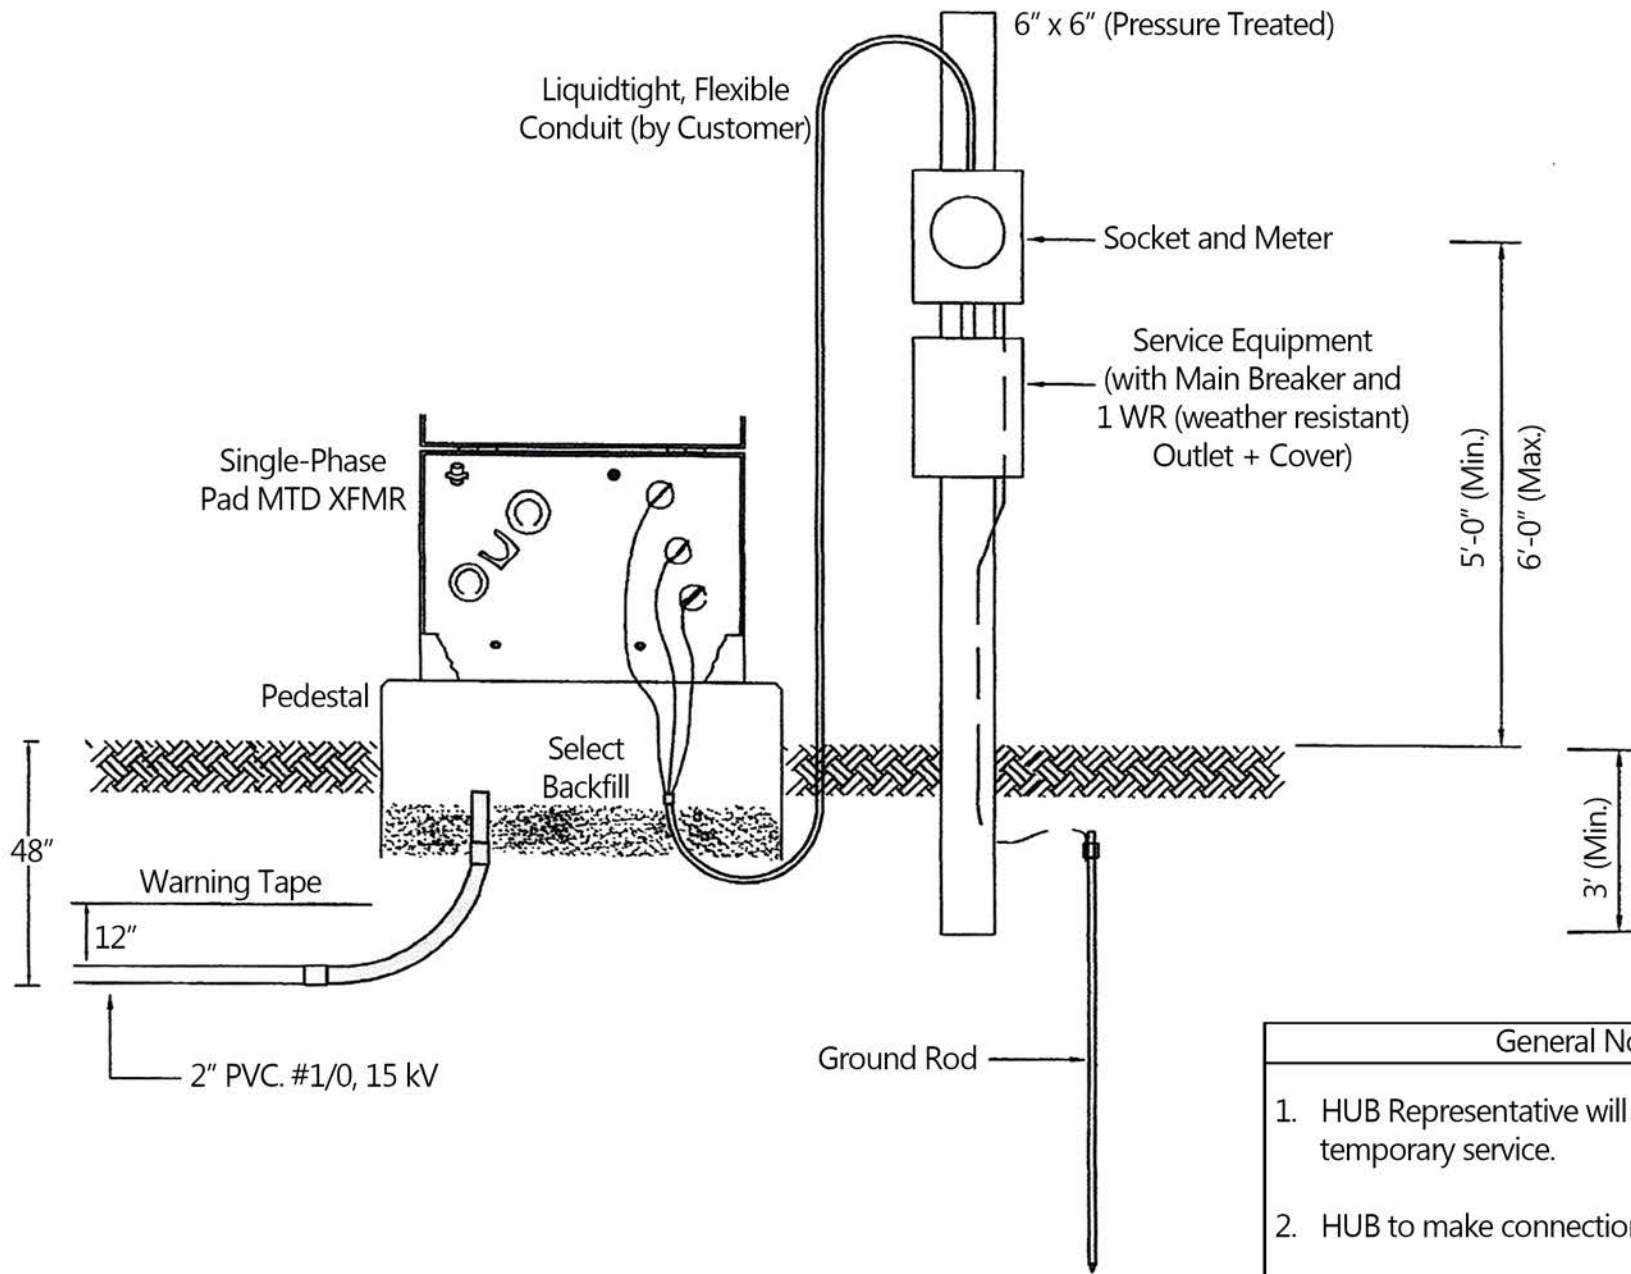 6" x 6" (Pressure Treated)
Liquidtight, Flexible
Conduit (by Customer)
Socket and Meter
Service Equipment
(with Main Breaker and
1 WR (weather resistant)
Outlet + Cover)
5'-0" (Min.)
6'-0" (Max.)
Single-Phase
Pad MTD XFMR
Pedestal
Select
Backfill
48"
Warning Tape
12"
3' (Min.)
2" PVC. #1/0, 15 kV
Ground Rod
General No
1. HUB Representative will
temporary service.
2. HUB to make connection